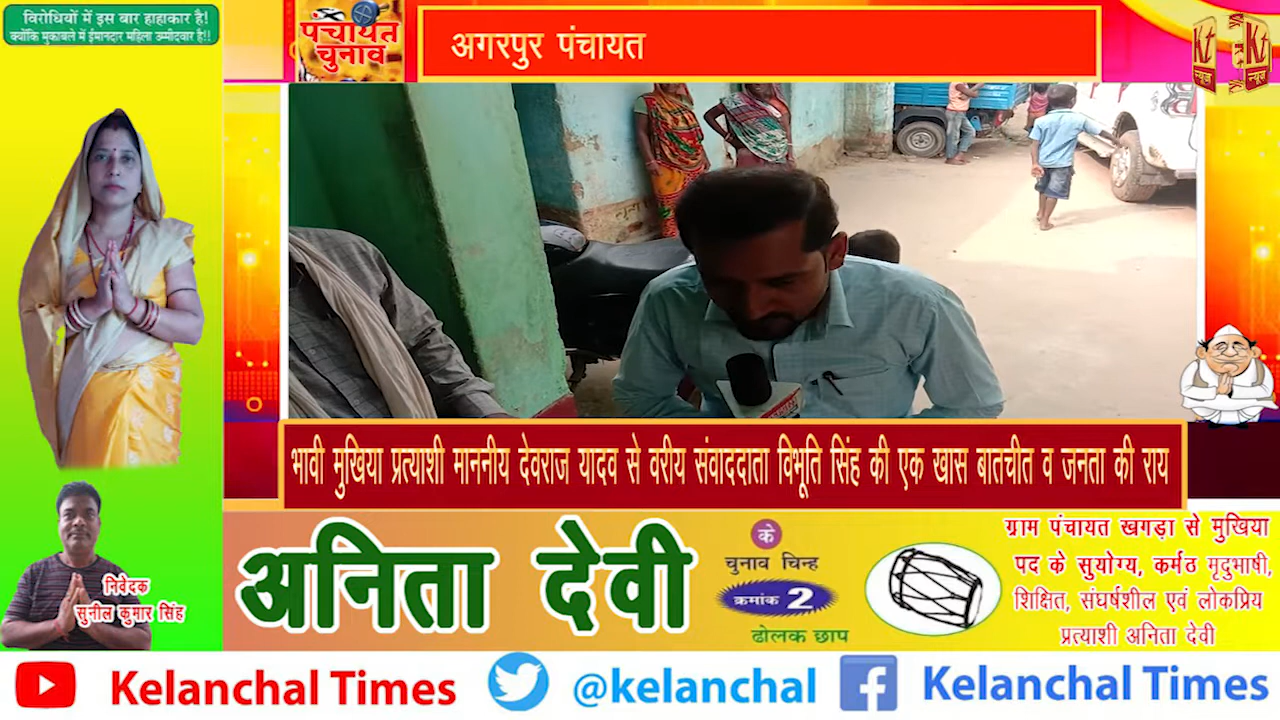 विरोधियों में इस बार हाहाकार है!
क्योंकि मुकाबले में ईमानदार महिला उम्मीदवार है!!
पंचायत
चुनाव
अगरपुर पंचायत
Kt
न्यूज़
Kt
न्यूज़
भावी मुखिया प्रत्याशी माननीय देवराज यादव से वरीय संवाददाता विभूति सिंह की एक खास बातचीत व जनता की राय
निवेदक
सुनील कुमार सिंह
अनिता देवी
के
चुनाव चिन्ह
क्रमांक 2
ढोलक छाप
ग्राम पंचायत खगड़ा से मुखिया
पद के सुयोग्य, कर्मठ मृदुभाषी,
शिक्षित, संघर्षशील एवं लोकप्रिय
प्रत्याशी अनिता देवी
Kelanchal Times
@kelanchal
Kelanchal Times